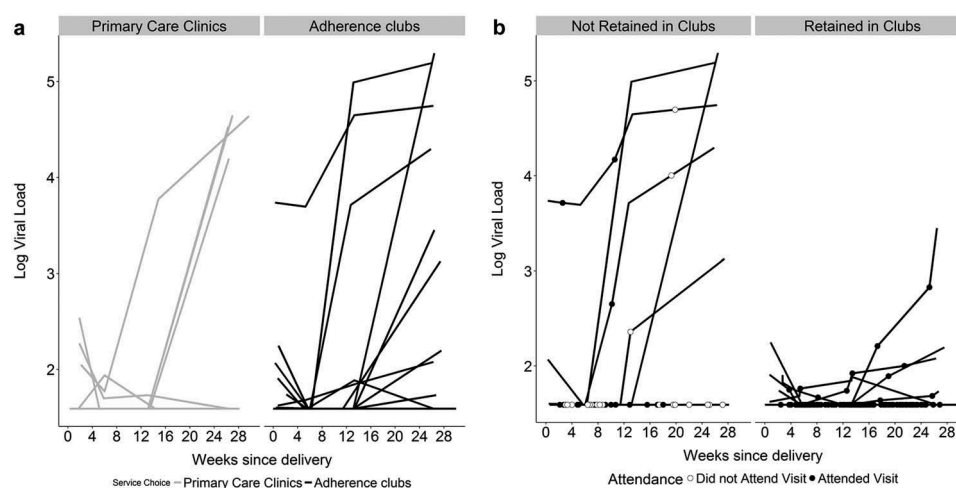 a
Primary Care Clinics
Adherence clubs
Log Viral Load
5
4
3
2
0 4 8 12 16 20 24 28
0 4 8 12 16 20 24 28
Weeks since delivery
Service Choice Primary Care Clinics Adherence clubs
b
Not Retained in Clubs
Retained in Clubs
Log Viral Load
5
4
3
2
0 4 8 12 16 20 24 28
0 4 8 12 16 20 24 28
Weeks since delivery
Attendance Did not Attend Visit Attended Visit